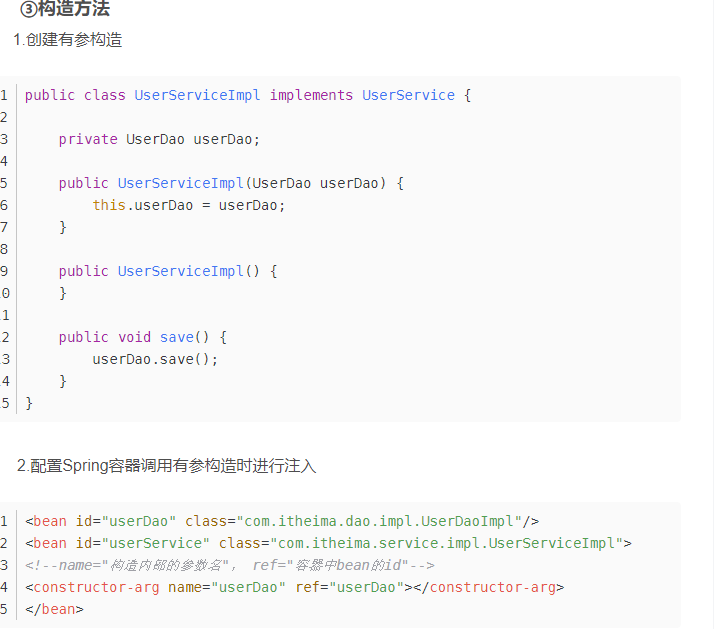 ③构造方法
1.创建有参构造
1 public class UserServiceImpl implements UserService {
2
3     private UserDao userDao;
4
5     public UserServiceImpl(UserDao userDao) {
6         this.userDao = userDao;
7     }
8
9     public UserServiceImpl() {
0     }
1
2     public void save() {
3         userDao.save();
4     }
5 }
2.配置Spring容器调用有参构造时进行注入
1 <bean id="userDao" class="com.itheima.dao.impl.UserDaoImpl"/>
2 <bean id="userService" class="com.itheima.service.impl.UserServiceImpl">
3 <!--name="构造内部的参数名", ref="容器中bean的id"-->
4 <constructor-arg name="userDao" ref="userDao"></constructor-arg>
5 </bean>